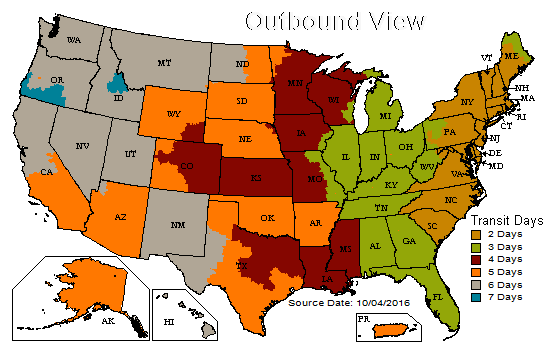 Outbound View
WA
MT
ND
MN
VT
ME
OR
ID
SD
WI
NY
NH
MA
WY
MI
RI
CT
IA
PA
NJ
NE
OH
NV
UT
IL
IN
DE
MD
CA
CO
KS
MO
WV
VA
KY
NC
TN
AZ
NM
OK
AR
SC
MS
AL
GA
TX
LA
FL
AK
HI
PR
Transit Days
2 Days
3 Days
4 Days
5 Days
6 Days
7 Days
Source Date: 10/04/2016